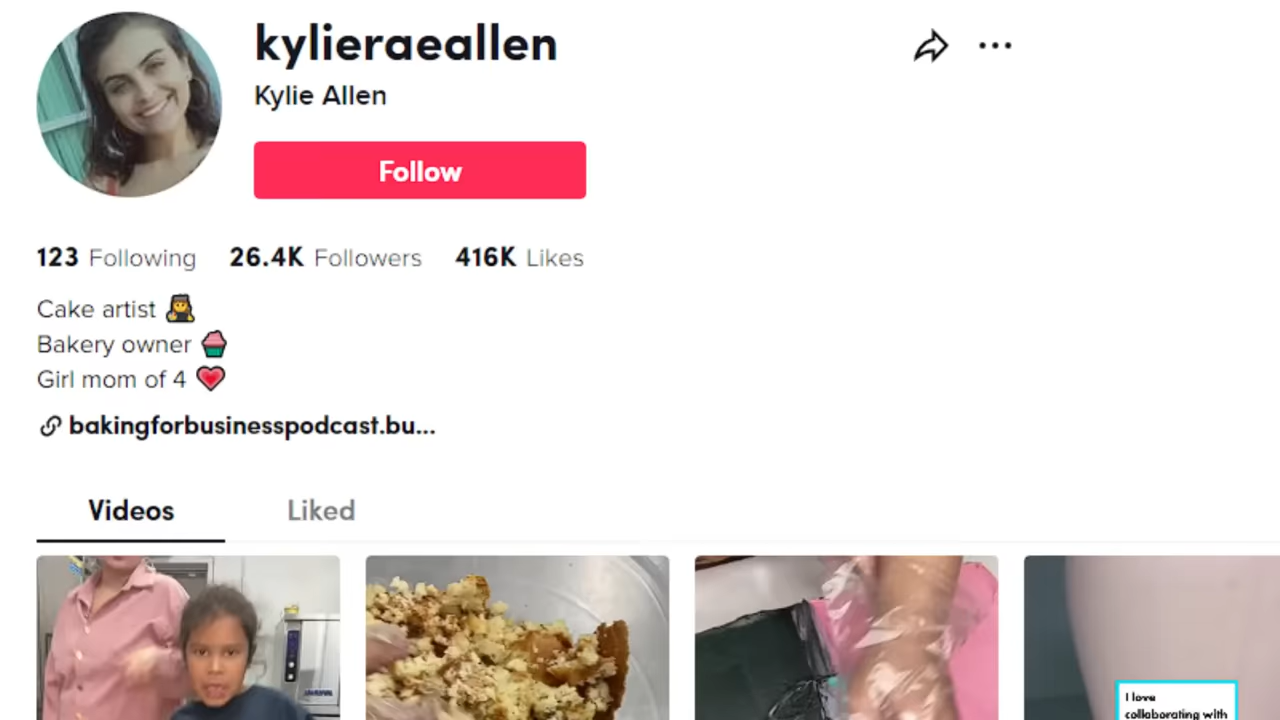 kylieraeallen
Kylie Allen
Follow
123 Following 26.4K Followers 416K Likes
Cake artist
Bakery owner
Girl mom of 4
bakingforbusinesspodcast.bu...
Videos Liked
I love
collaborating with